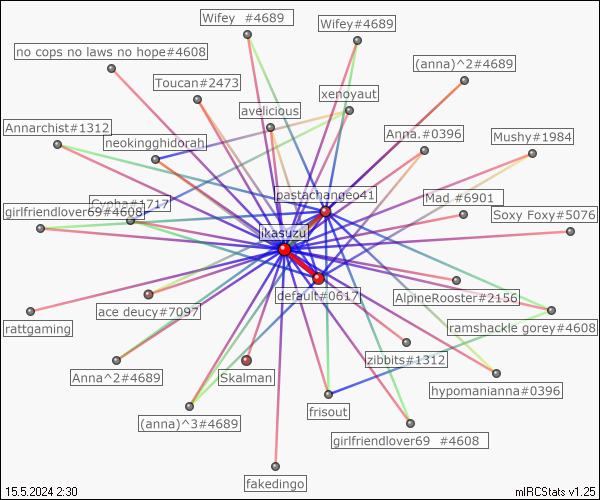 Wifey  #4689
Wifey#4689
no cops no laws no hope#4608
(anna)^2#4689
Toucan#2473
xenoyaut
avelicious
Annarchist#1312
Anna.#0396
Mushy#1984
neokingghidorah
pastachangeo41
Mad #6901
Cypha#1717
girlfriendlover69#4608
Soxy Foxy#5076
ikasuzu
default#0617
AlpineRooster#2156
ace deucy#7097
rattgaming
ramshackle gorey#4608
zibbits#1312
Anna^2#4689
Skalman
hypomanianna#0396
frisout
(anna)^3#4689
girlfriendlover69  #4608
fakedingo
15.5.2024 2:30
mIRCStats v1.25